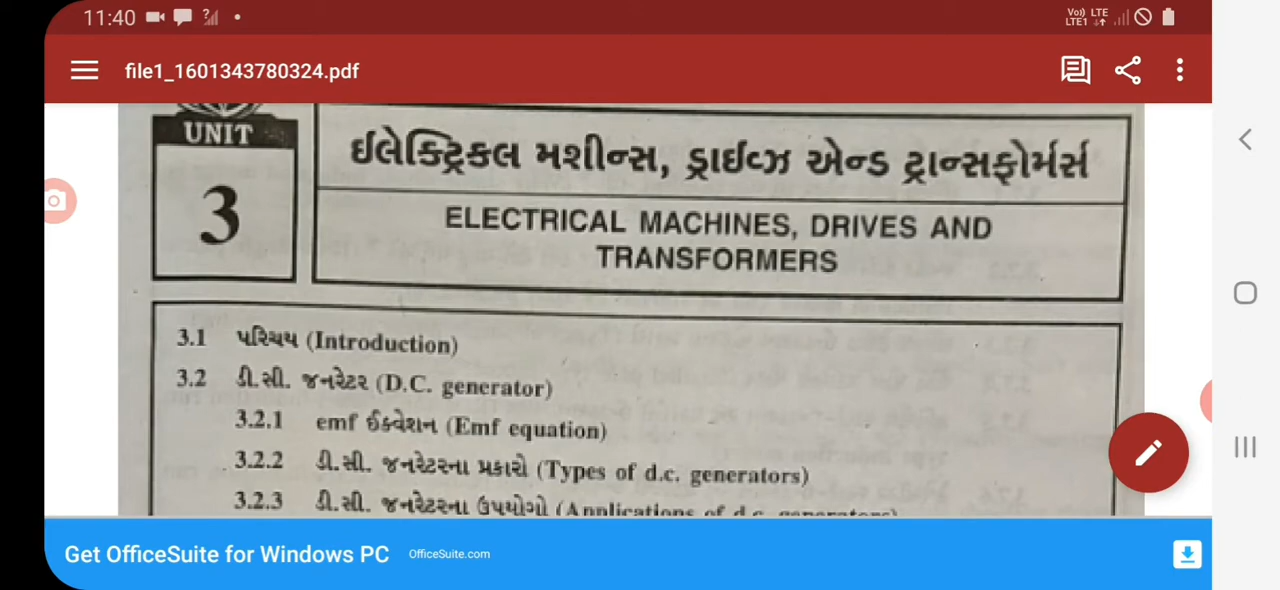 11:40
Vo)) LTE
LTE1
file1_1601343780324.pdf
UNIT
3
ઈલેક્ટ્રિકલ મશીન્સ, ડ્રાઈવ્ઝ એન્ડ ટ્રાન્સફોર્મર્સ
ELECTRICAL MACHINES, DRIVES AND
TRANSFORMERS
3.1 પરિચય (Introduction)
3.2 ડી.સી. જનરેટર (D.C. generator)
3.2.1 emf ઈક્વેશન (Emf equation)
3.2.2 ડી.સી. જનરેટરના પ્રકારો (Types of d.c. generators)
3.2.3 ડી.સી. જનરેટરના ઉપયોગો (Applications of d.c. generators)
Get OfficeSuite for Windows PC OfficeSuite.com